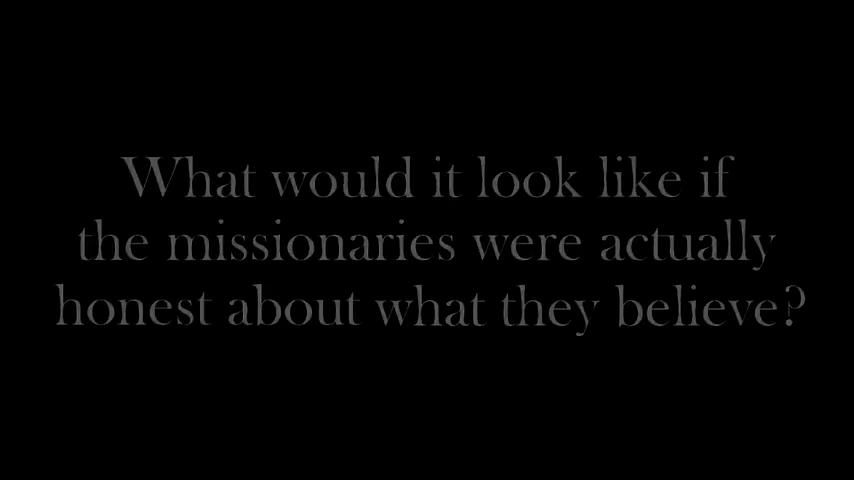 What would it look like if
the missionaries were actually
honest about what they believe?